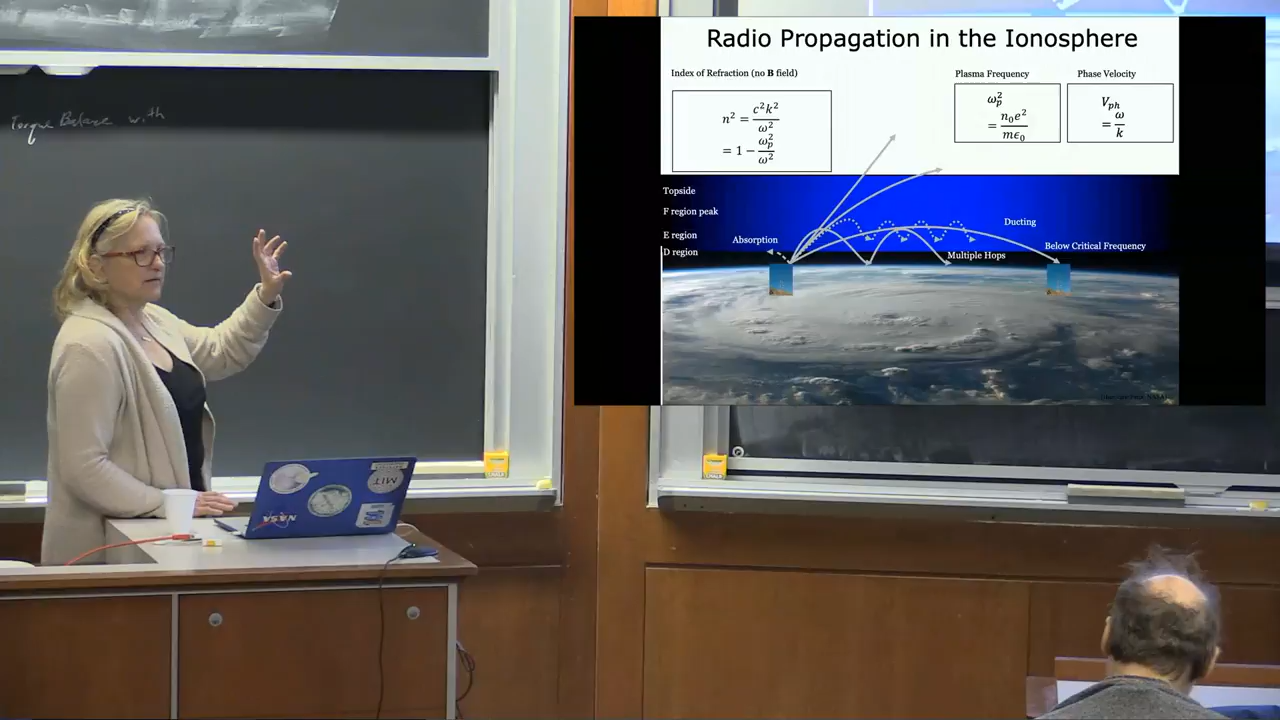 Torque Balance with
Radio Propagation in the Ionosphere
Index of Refraction (no B field)
n² = c²k²/ω²
= 1 − ωₚ²/ω²
Plasma Frequency
ωₚ²
= n₀e²/mϵ₀
Phase Velocity
Vₚₕ
= ω/k
Topside
F region peak
E region
D region
Absorption
Ducting
Multiple Hops
Below Critical Frequency
MIT
NASA